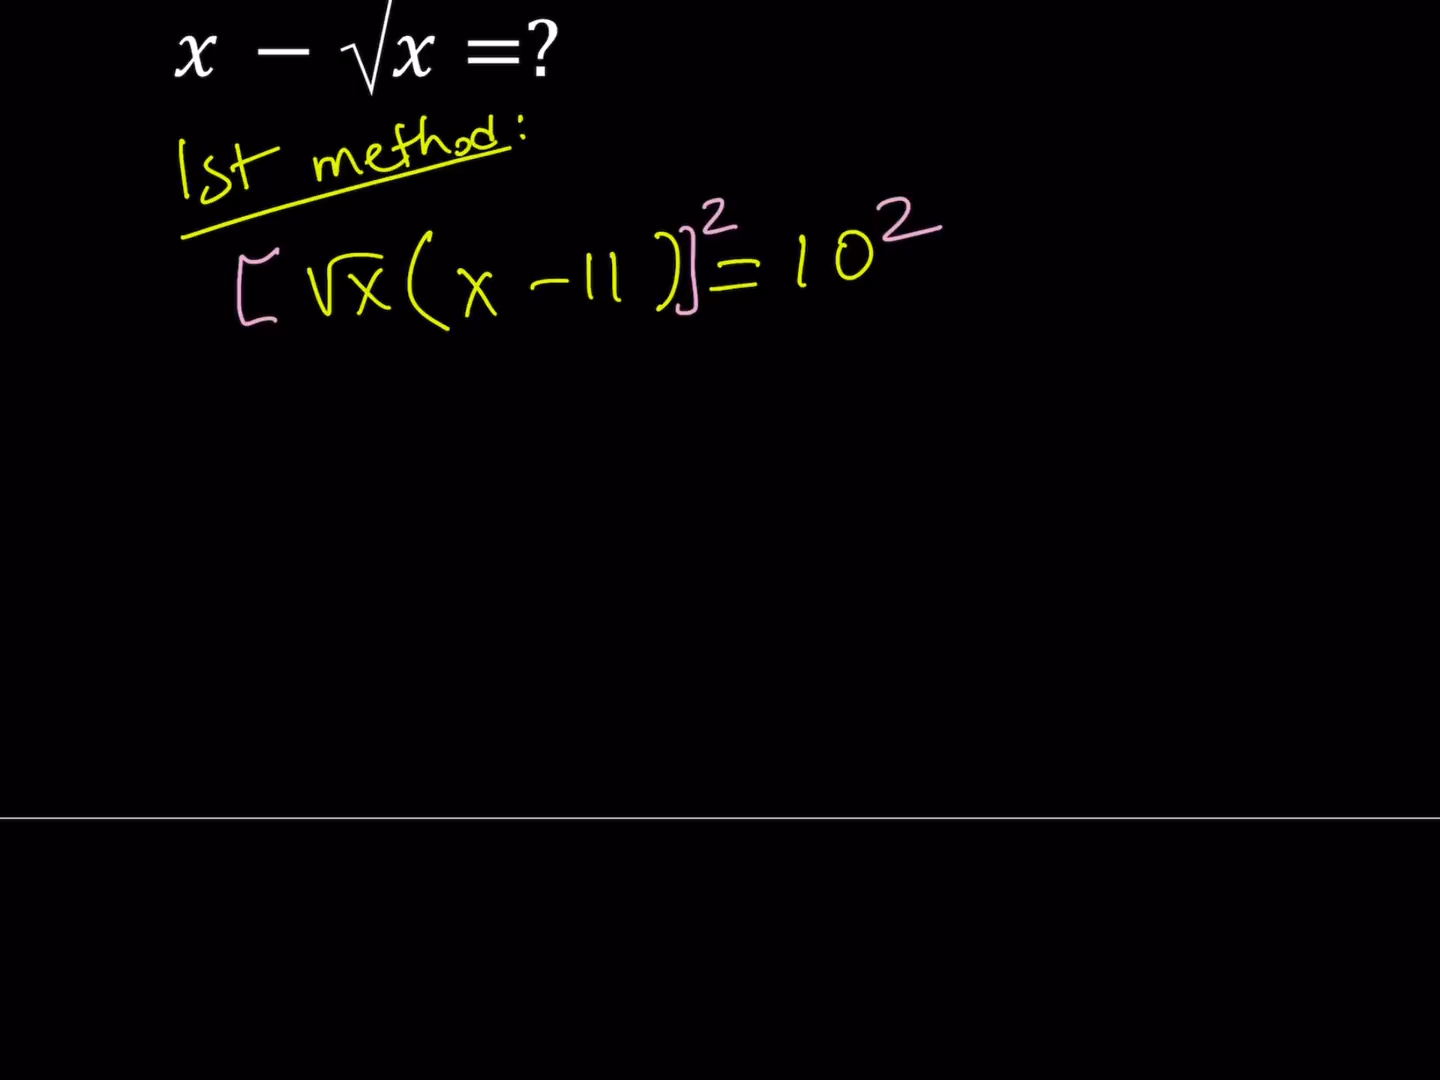 x − √x =?
1st method:
[√x(x − 11)]² = 10²